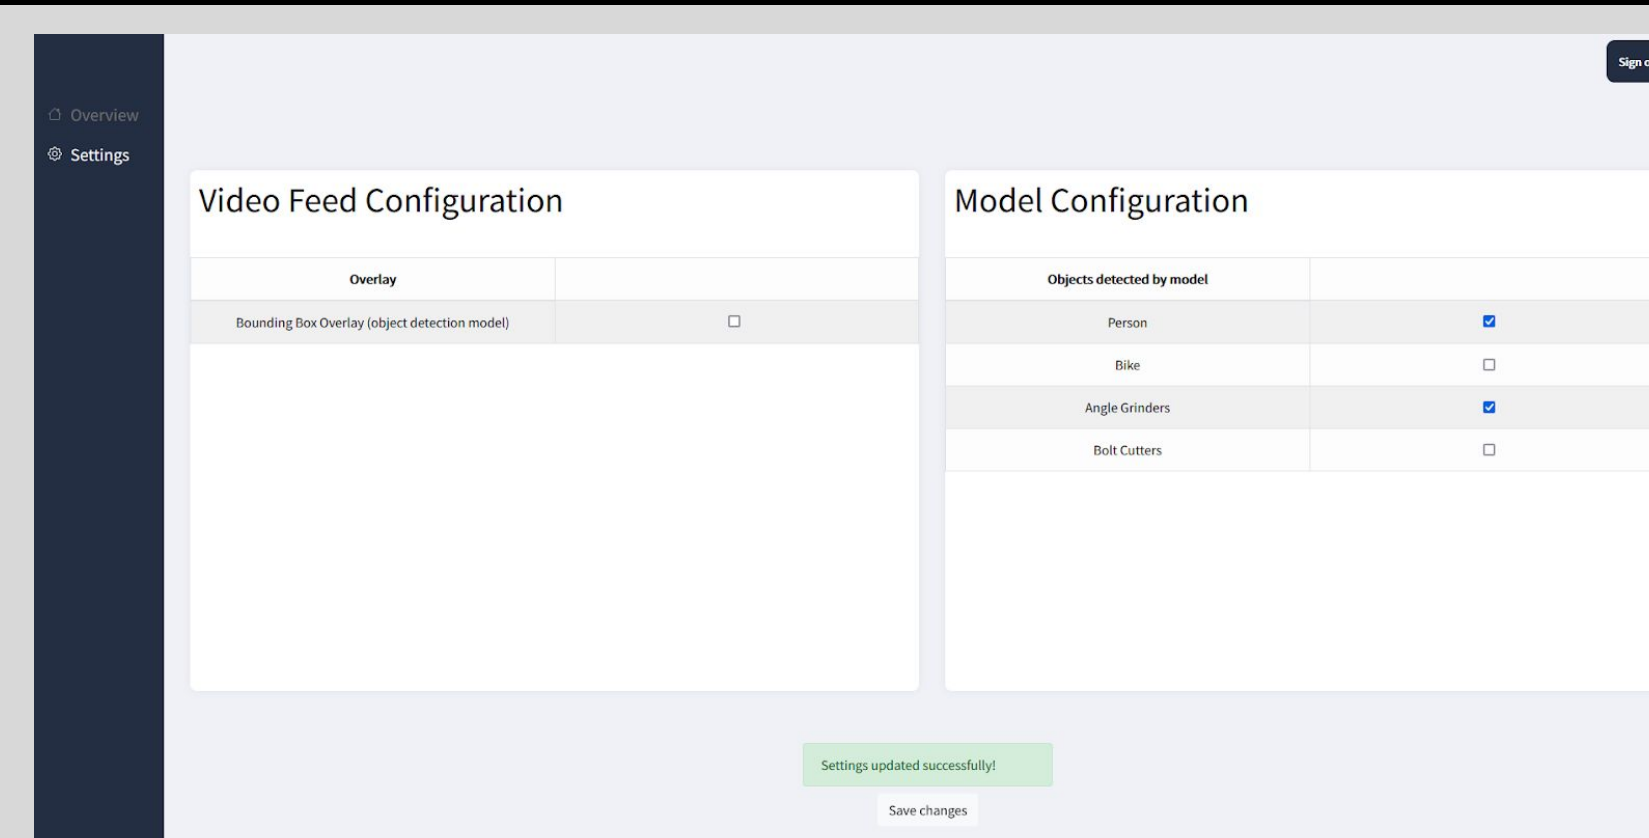 Sign
Overview
Settings
Video Feed Configuration
Overlay
Bounding Box Overlay (object detection model)
Model Configuration
Objects detected by model
Person
Bike
Angle Grinders
Bolt Cutters
Settings updated successfully!
Save changes